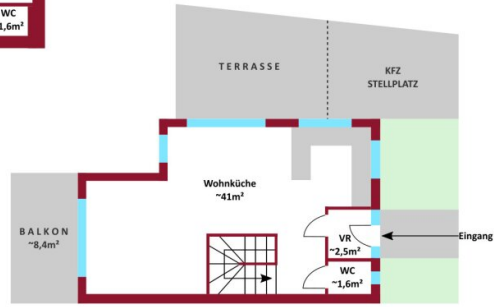 WC
1,6m²
TERRASSE
KFZ
STELLPLATZ
Wohnküche
~41m²
BALKON
~8,4m²
VR
~2,5m²
Eingang
WC
~1,6m²